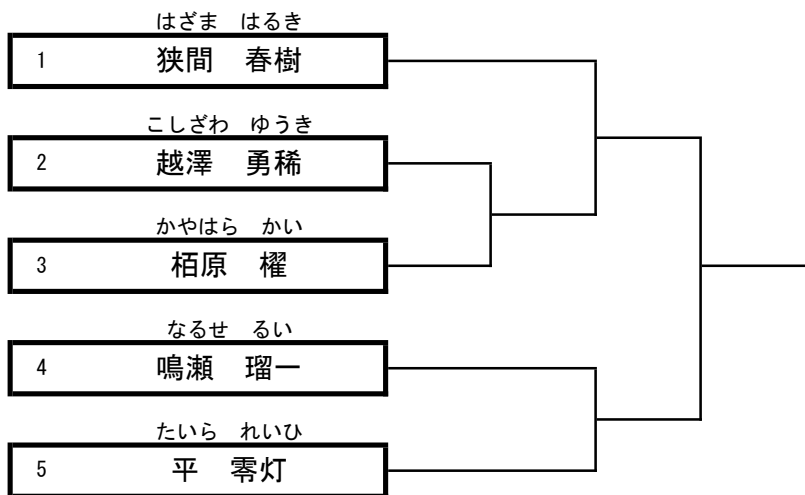 はざま　はるき
1　狭間　春樹
こしざわ　ゆうき
2　越澤　勇稀
かやはら　かい
3　栢原　櫂
なるせ　るい
4　鳴瀬　瑠一
たいら　れいひ
5　平　零灯